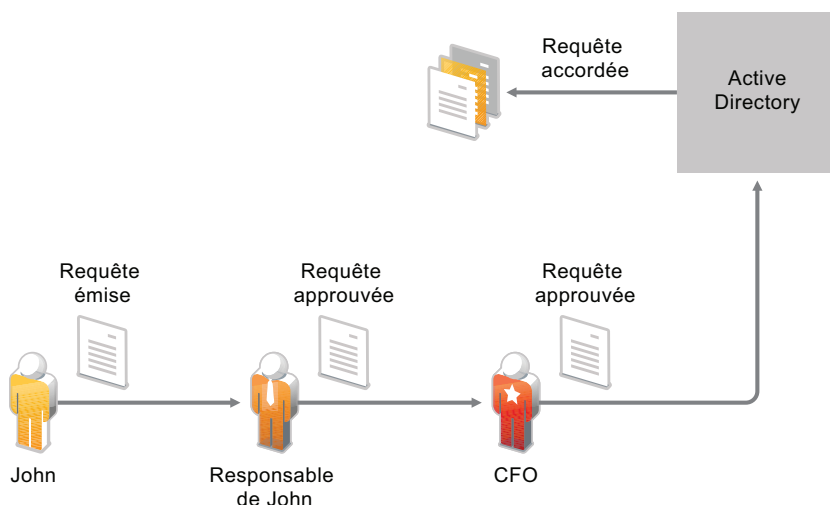 Requête
accordée
Active
Directory
Requête
émise
Requête
approuvée
Requête
approuvée
John
Responsable
de John
CFO